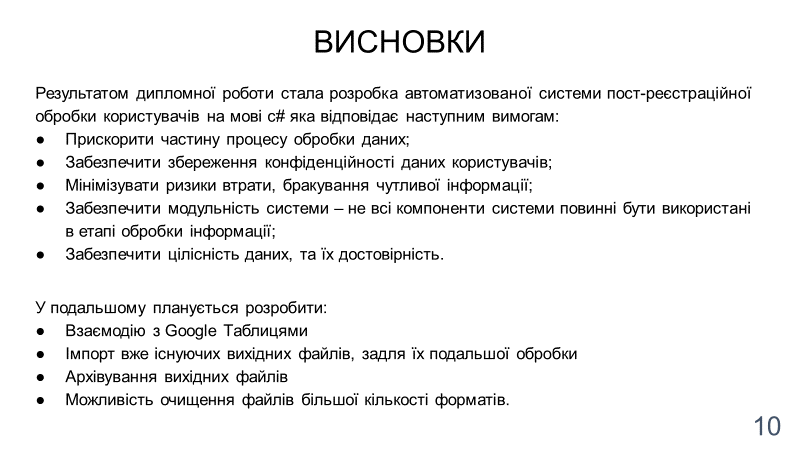 ВИСНОВКИ
Результатом дипломної роботи стала розробка автоматизованої системи пост-реєстраційної
обробки користувачів на мові c# яка відповідає наступним вимогам:
● Прискорити частину процесу обробки даних;
● Забезпечити збереження конфіденційності даних користувачів;
● Мінімізувати ризики втрати, бракування чутливої інформації;
● Забезпечити модульність системи – не всі компоненти системи повинні бути використані
в етапі обробки інформації;
● Забезпечити цілісність даних, та їх достовірність.
У подальшому планується розробити:
● Взаємодію з Google Таблицями
● Імпорт вже існуючих вихідних файлів, задля їх подальшої обробки
● Архівування вихідних файлів
● Можливість очищення файлів більшої кількості форматів.
10